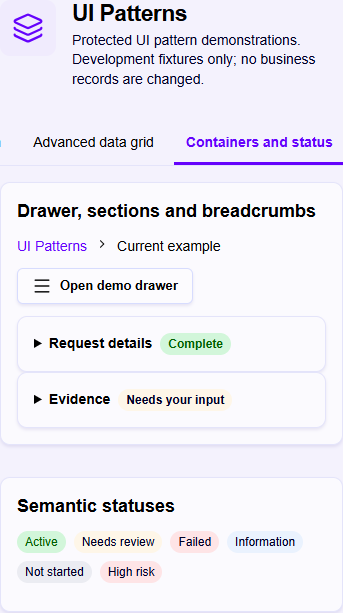 UI Patterns
Protected UI pattern demonstrations.
Development fixtures only; no business
records are changed.
Advanced data grid
Containers and status
Drawer, sections and breadcrumbs
UI Patterns > Current example
Open demo drawer
Request details Complete
Evidence Needs your input
Semantic statuses
Active Needs review Failed Information
Not started High risk